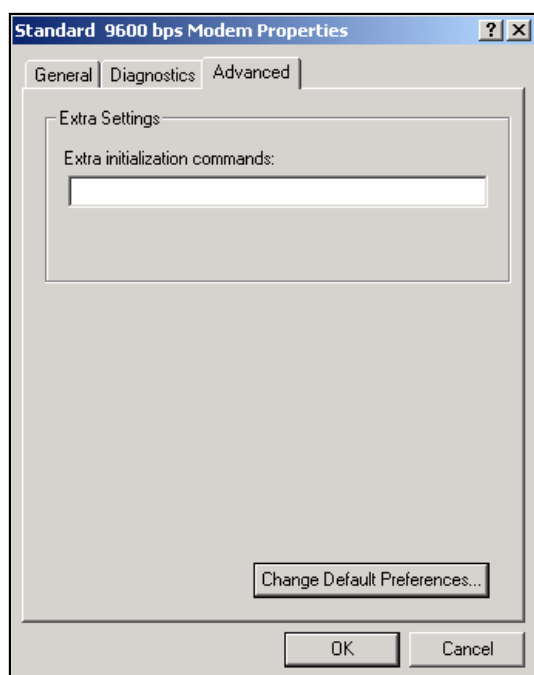 Standard 9600 bps Modem Properties
General Diagnostics Advanced
Extra Settings
Extra initialization commands:
Change Default Preferences...
OK Cancel